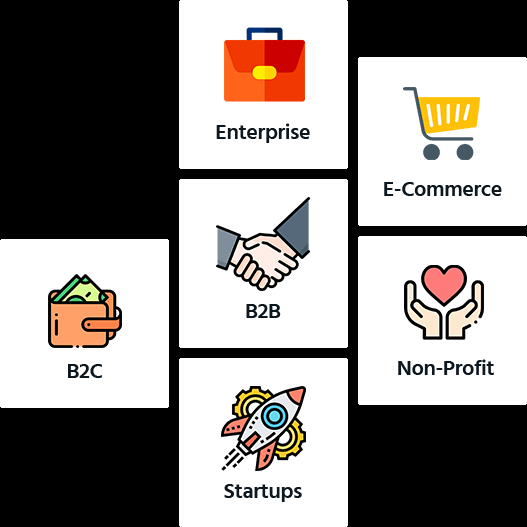 Enterprise
E-Commerce
B2B
B2C
Non-Profit
Startups